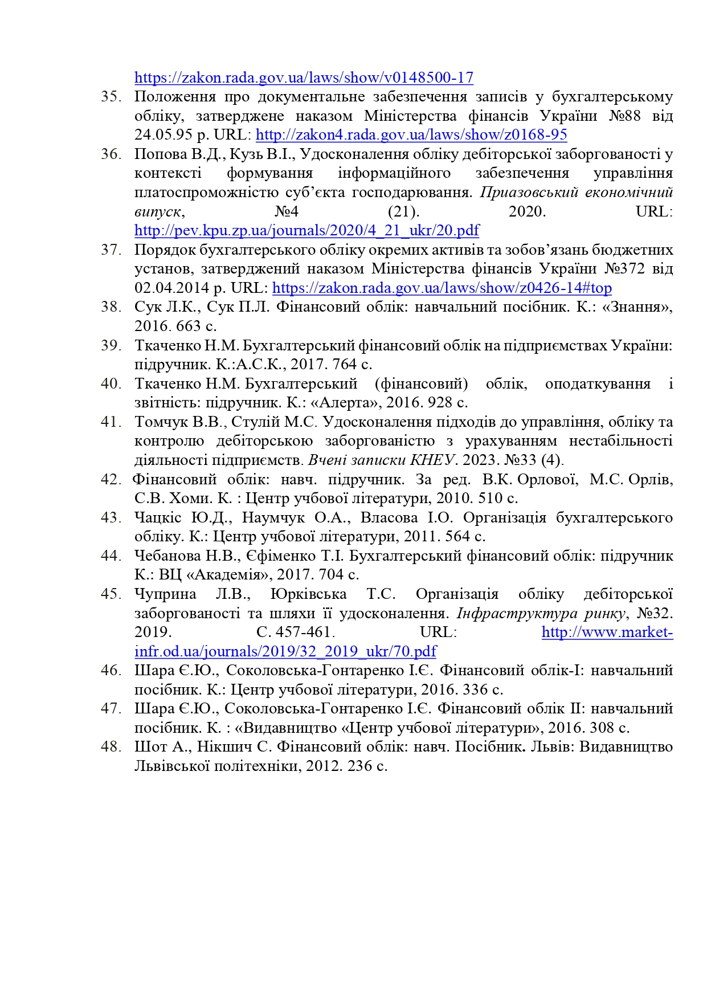 https://zakon.rada.gov.ua/laws/show/v0148500-17
35. Положення про документальне забезпечення записів у бухгалтерському
обліку, затверджене наказом Міністерства фінансів України №88 від
24.05.95 р. URL: http://zakon4.rada.gov.ua/laws/show/z0168-95
36. Попова В.Д., Кузь В.І., Удосконалення обліку дебіторської заборгованості у
контексті формування інформаційного забезпечення управління
платоспроможністю суб’єкта господарювання. Приазовський економічний
випуск, №4 (21). 2020. URL:
http://pev.kpu.zp.ua/journals/2020/4_21_ukr/20.pdf
37. Порядок бухгалтерського обліку окремих активів та зобов’язань бюджетних
установ, затверджений наказом Міністерства фінансів України №372 від
02.04.2014 р. URL: https://zakon.rada.gov.ua/laws/show/z0426-14#top
38. Сук Л.К., Сук П.Л. Фінансовий облік: навчальний посібник. К.: «Знання»,
2016. 663 с.
39. Ткаченко Н.М. Бухгалтерський фінансовий облік на підприємствах України:
підручник. К.:А.С.К., 2017. 764 с.
40. Ткаченко Н.М. Бухгалтерський (фінансовий) облік, оподаткування і
звітність: підручник. К.: «Алерта», 2016. 928 с.
41. Томчук В.В., Стулій М.С. Удосконалення підходів до управління, обліку та
контролю дебіторською заборгованістю з урахуванням нестабільності
діяльності підприємств. Вчені записки КНЕУ. 2023. №33 (4).
42. Фінансовий облік: навч. підручник. За ред. В.К. Орлової, М.С. Орлів,
С.В. Хоми. К. : Центр учбової літератури, 2010. 510 с.
43. Чацкіс Ю.Д., Наумчук О.А., Власова І.О. Організація бухгалтерського
обліку. К.: Центр учбової літератури, 2011. 564 с.
44. Чебанова Н.В., Єфіменко Т.І. Бухгалтерський фінансовий облік: підручник
К.: ВЦ «Академія», 2017. 704 с.
45. Чуприна Л.В., Юрківська Т.С. Організація обліку дебіторської
заборгованості та шляхи її удосконалення. Інфраструктура ринку, №32.
2019. С. 457-461. URL: http://www.market-
infr.od.ua/journals/2019/32_2019_ukr/70.pdf
46. Шара Є.Ю., Соколовська-Гонтаренко І.Є. Фінансовий облік-І: навчальний
посібник. К.: Центр учбової літератури, 2016. 336 с.
47. Шара Є.Ю., Соколовська-Гонтаренко І.Є. Фінансовий облік ІІ: навчальний
посібник. К. : «Видавництво «Центр учбової літератури», 2016. 308 с.
48. Шот А., Нікшич С. Фінансовий облік: навч. Посібник. Львів: Видавництво
Львівської політехніки, 2012. 236 с.